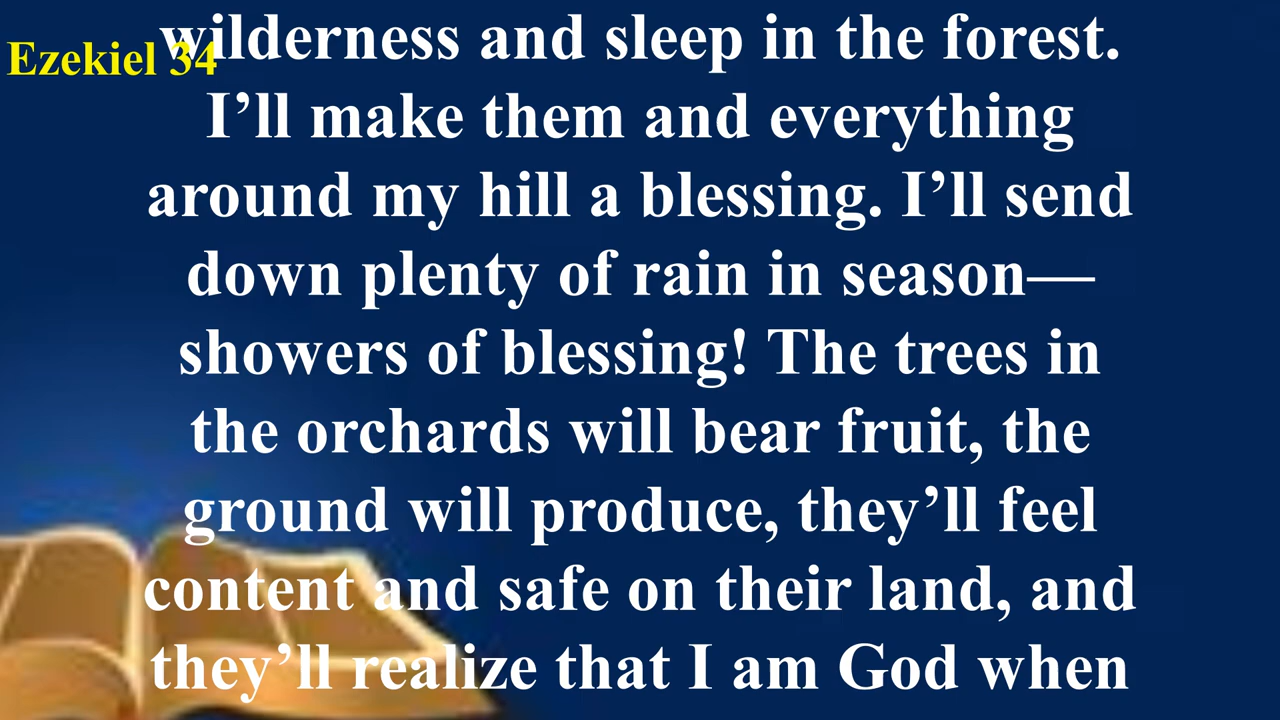 Ezekiel 34
wilderness and sleep in the forest.
I’ll make them and everything
around my hill a blessing. I’ll send
down plenty of rain in season—
showers of blessing! The trees in
the orchards will bear fruit, the
ground will produce, they’ll feel
content and safe on their land, and
they’ll realize that I am God when